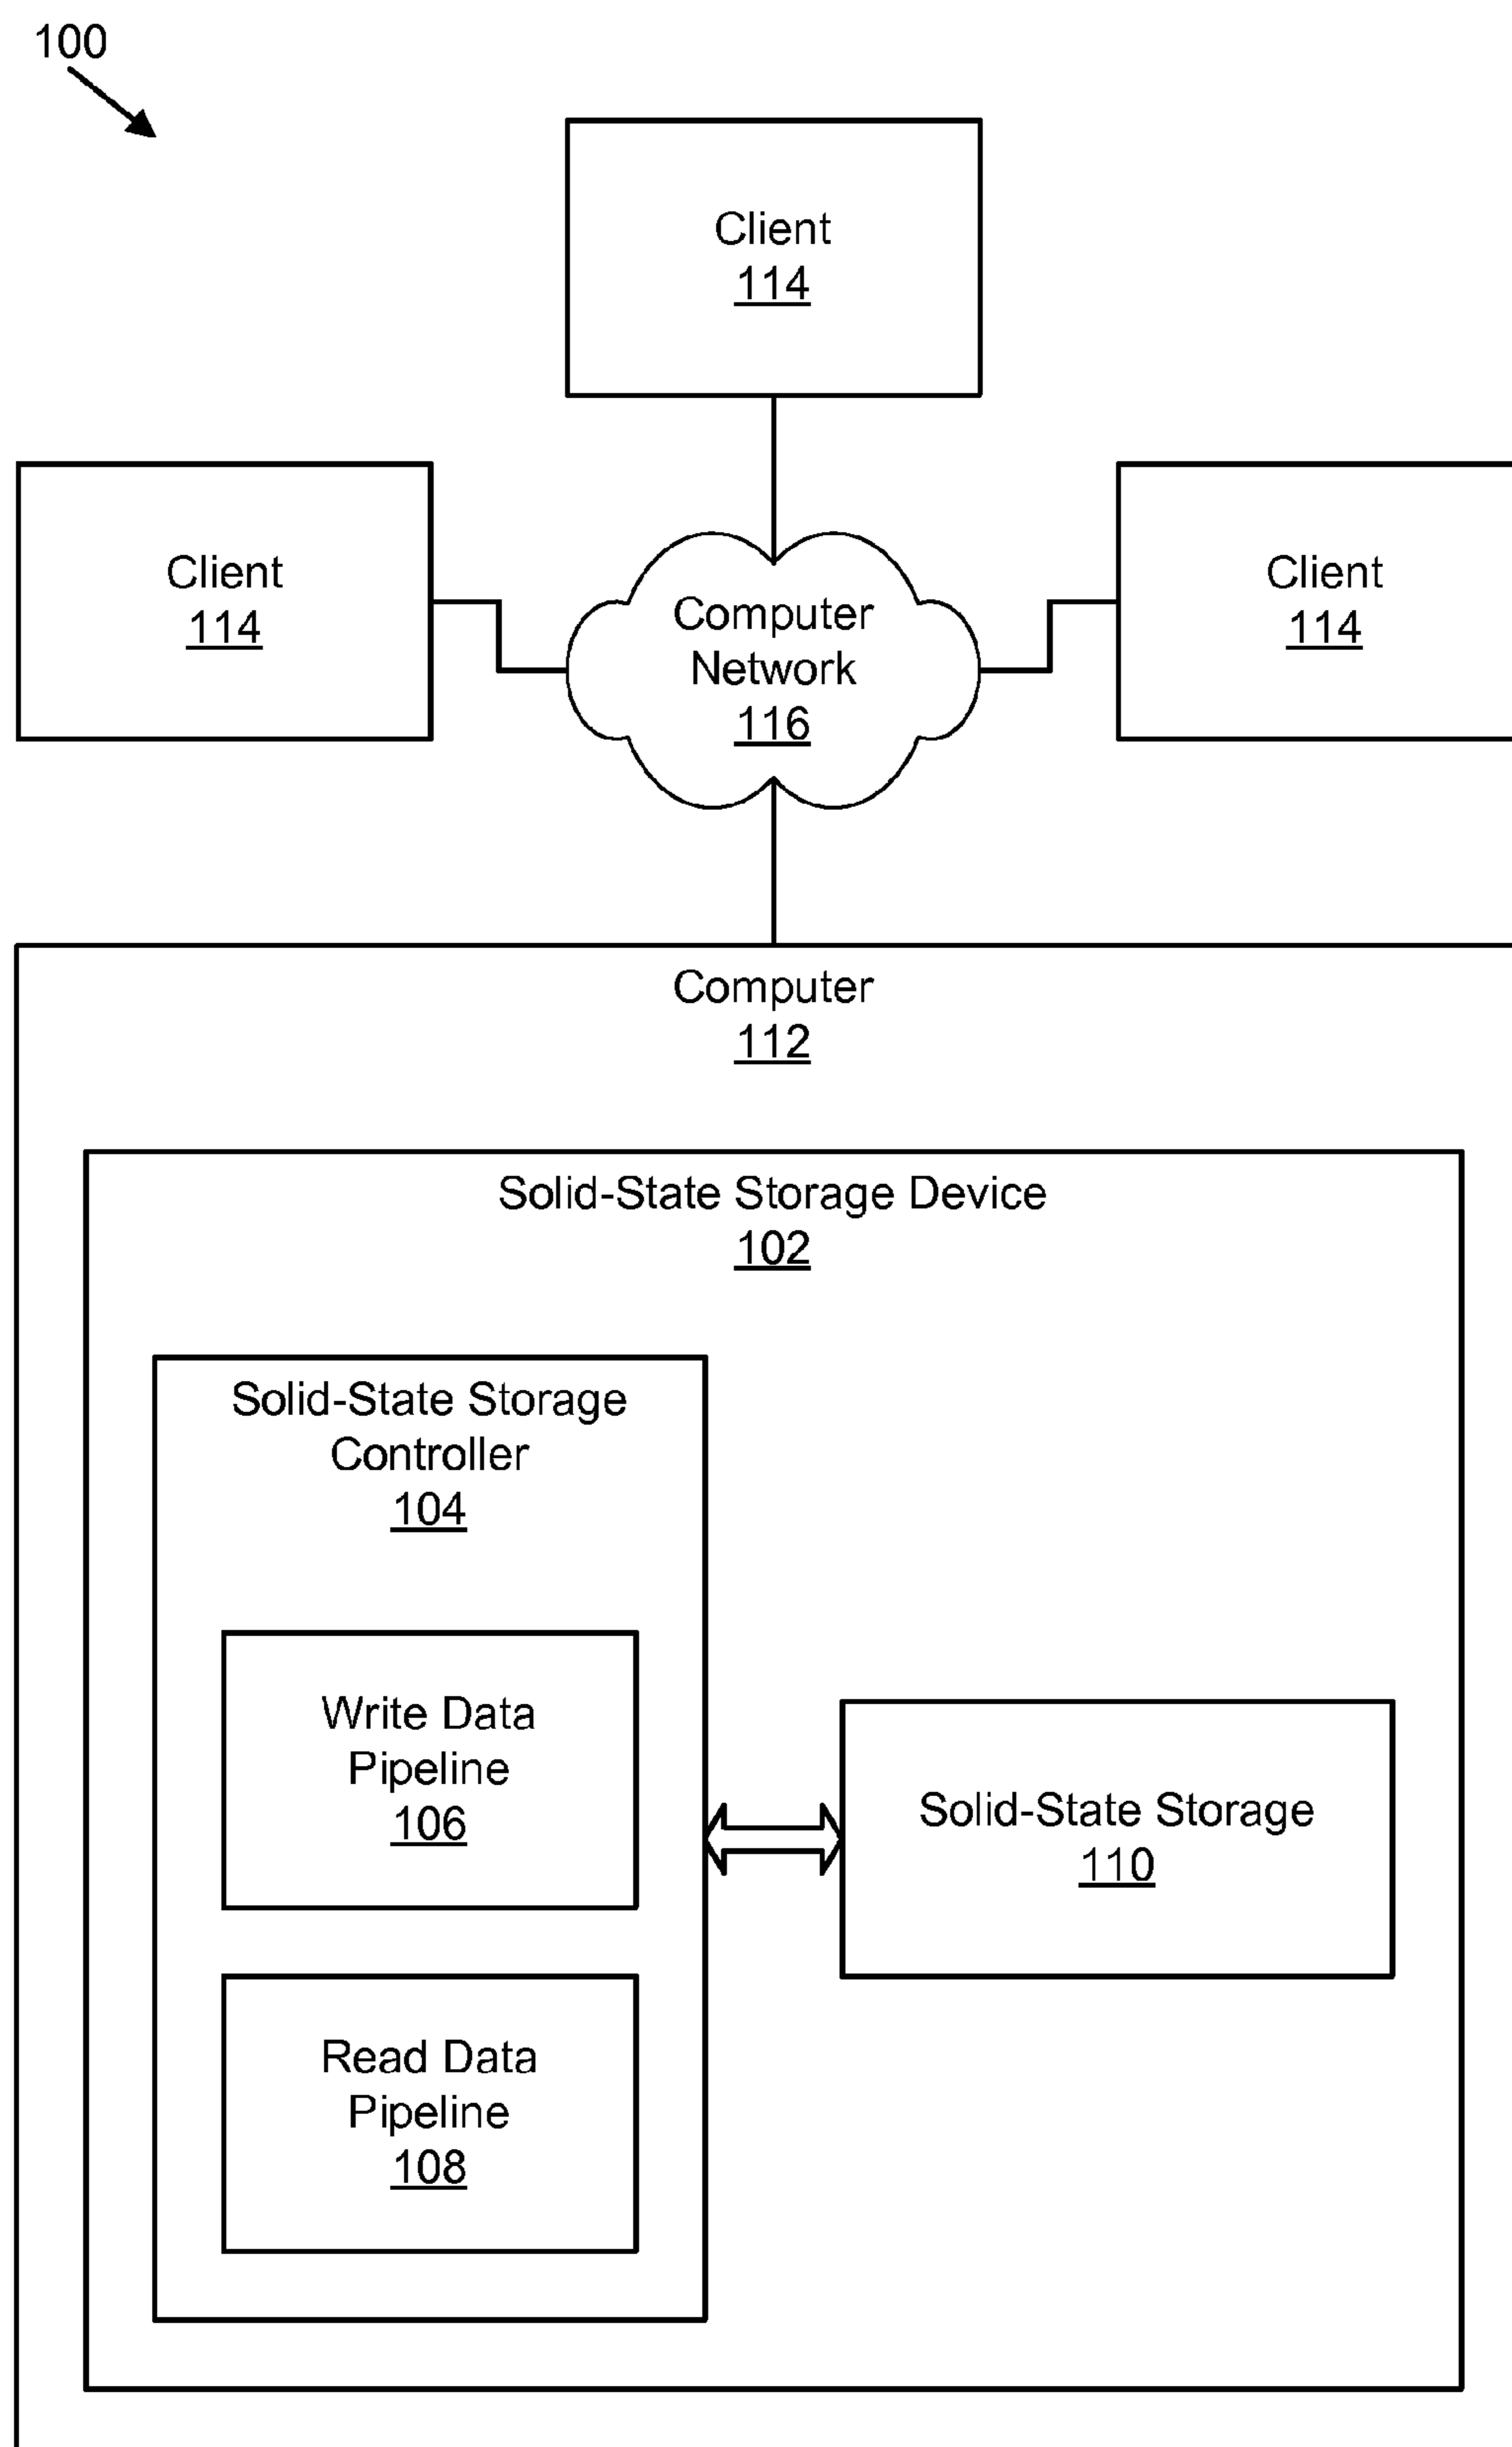 100
Client
114
Client
114
Client
114
Computer
Network
116
Computer
112
Solid-State Storage Device
102
Solid-State Storage
Controller
104
Write Data
Pipeline
106
Solid-State Storage
110
Read Data
Pipeline
108